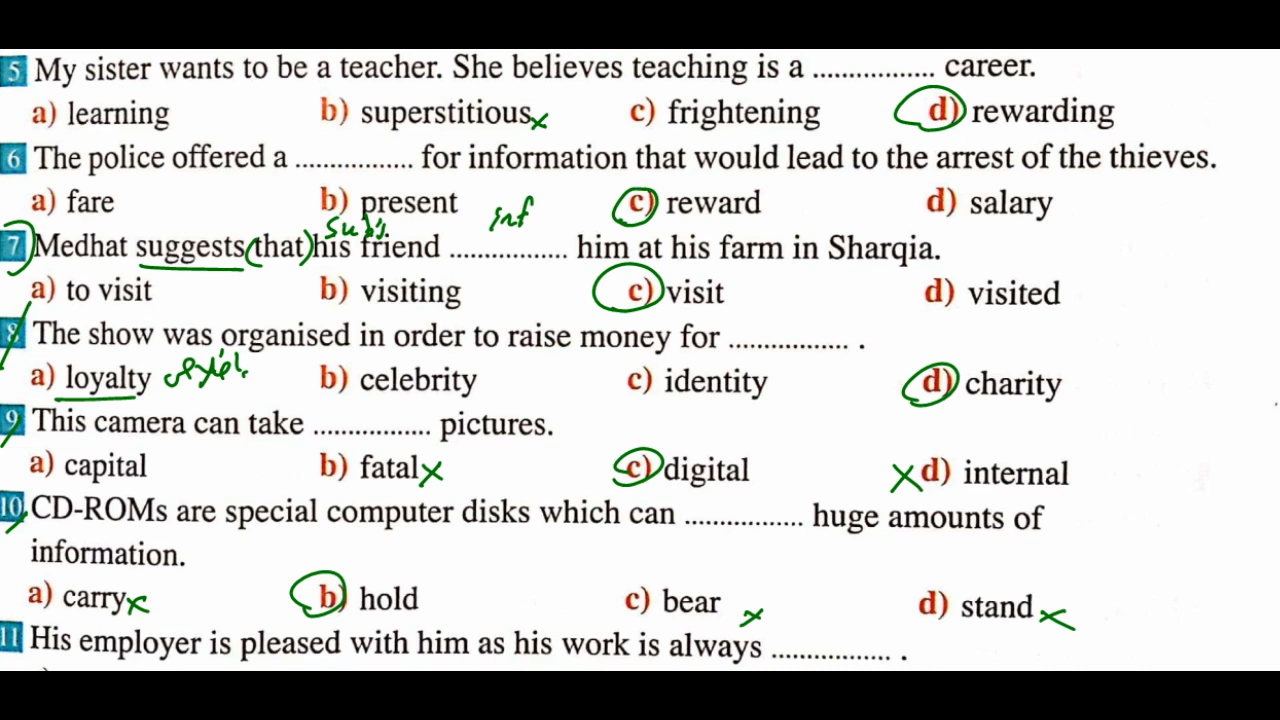 5 My sister wants to be a teacher. She believes teaching is a ................. career.
a) learning b) superstitious x c) frightening d) rewarding
6 The police offered a ................. for information that would lead to the arrest of the thieves.
a) fare b) present c) reward d) salary
subj. inf
7 Medhat suggests (that) his friend ................. him at his farm in Sharqia.
a) to visit b) visiting c) visit d) visited
8 The show was organised in order to raise money for ................. .
a) loyalty b) celebrity c) identity d) charity
9 This camera can take ................. pictures.
a) capital b) fatal x c) digital x d) internal
10 CD-ROMs are special computer disks which can ................. huge amounts of
information.
a) carry x b) hold c) bear x d) stand x
11 His employer is pleased with him as his work is always ................. .